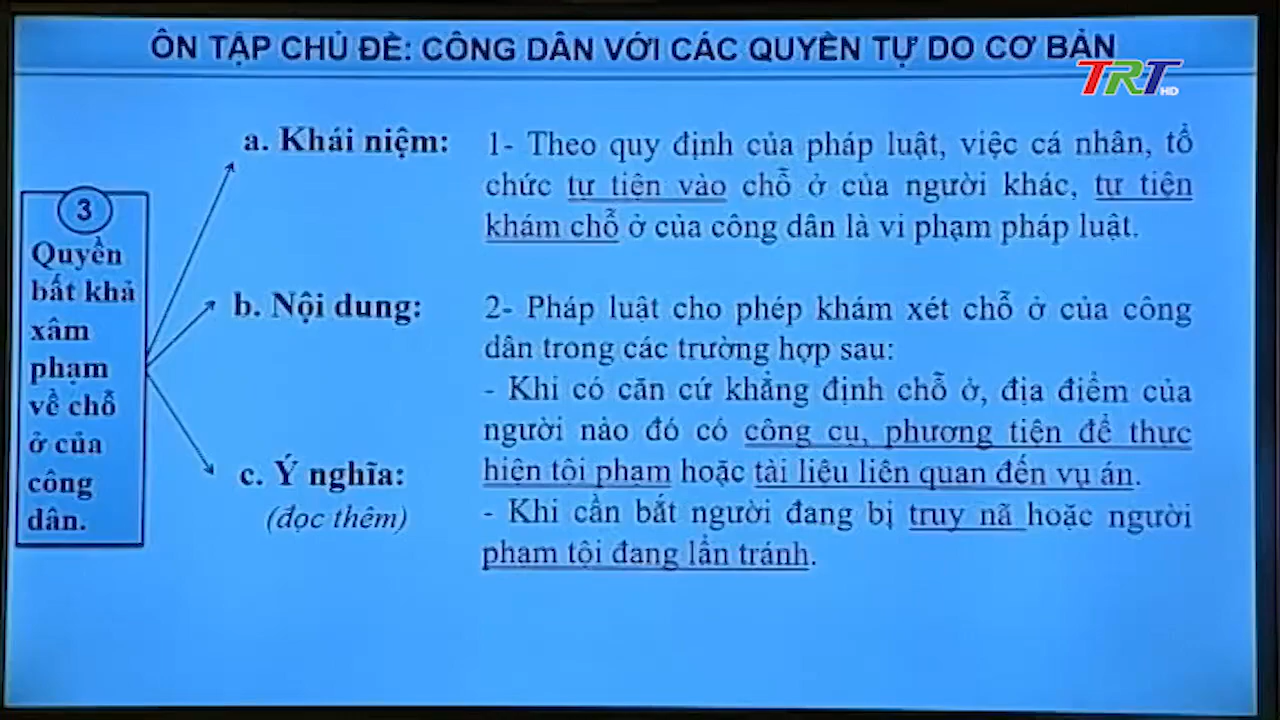 ÔN TẬP CHỦ ĐỀ: CÔNG DÂN VỚI CÁC QUYỀN TỰ DO CƠ BẢN
TRT HD
3
Quyền
bất khả
xâm
phạm
về chỗ
ở của
công
dân.
a. Khái niệm:
1- Theo quy định của pháp luật, việc cá nhân, tổ
chức tự tiện vào chỗ ở của người khác, tự tiện
khám chỗ ở của công dân là vi phạm pháp luật.
b. Nội dung:
2- Pháp luật cho phép khám xét chỗ ở của công
dân trong các trường hợp sau:
- Khi có căn cứ khẳng định chỗ ở, địa điểm của
người nào đó có công cụ, phương tiện để thực
hiện tội phạm hoặc tài liệu liên quan đến vụ án.
- Khi cần bắt người đang bị truy nã hoặc người
phạm tội đang lẩn tránh.
c. Ý nghĩa:
(đọc thêm)